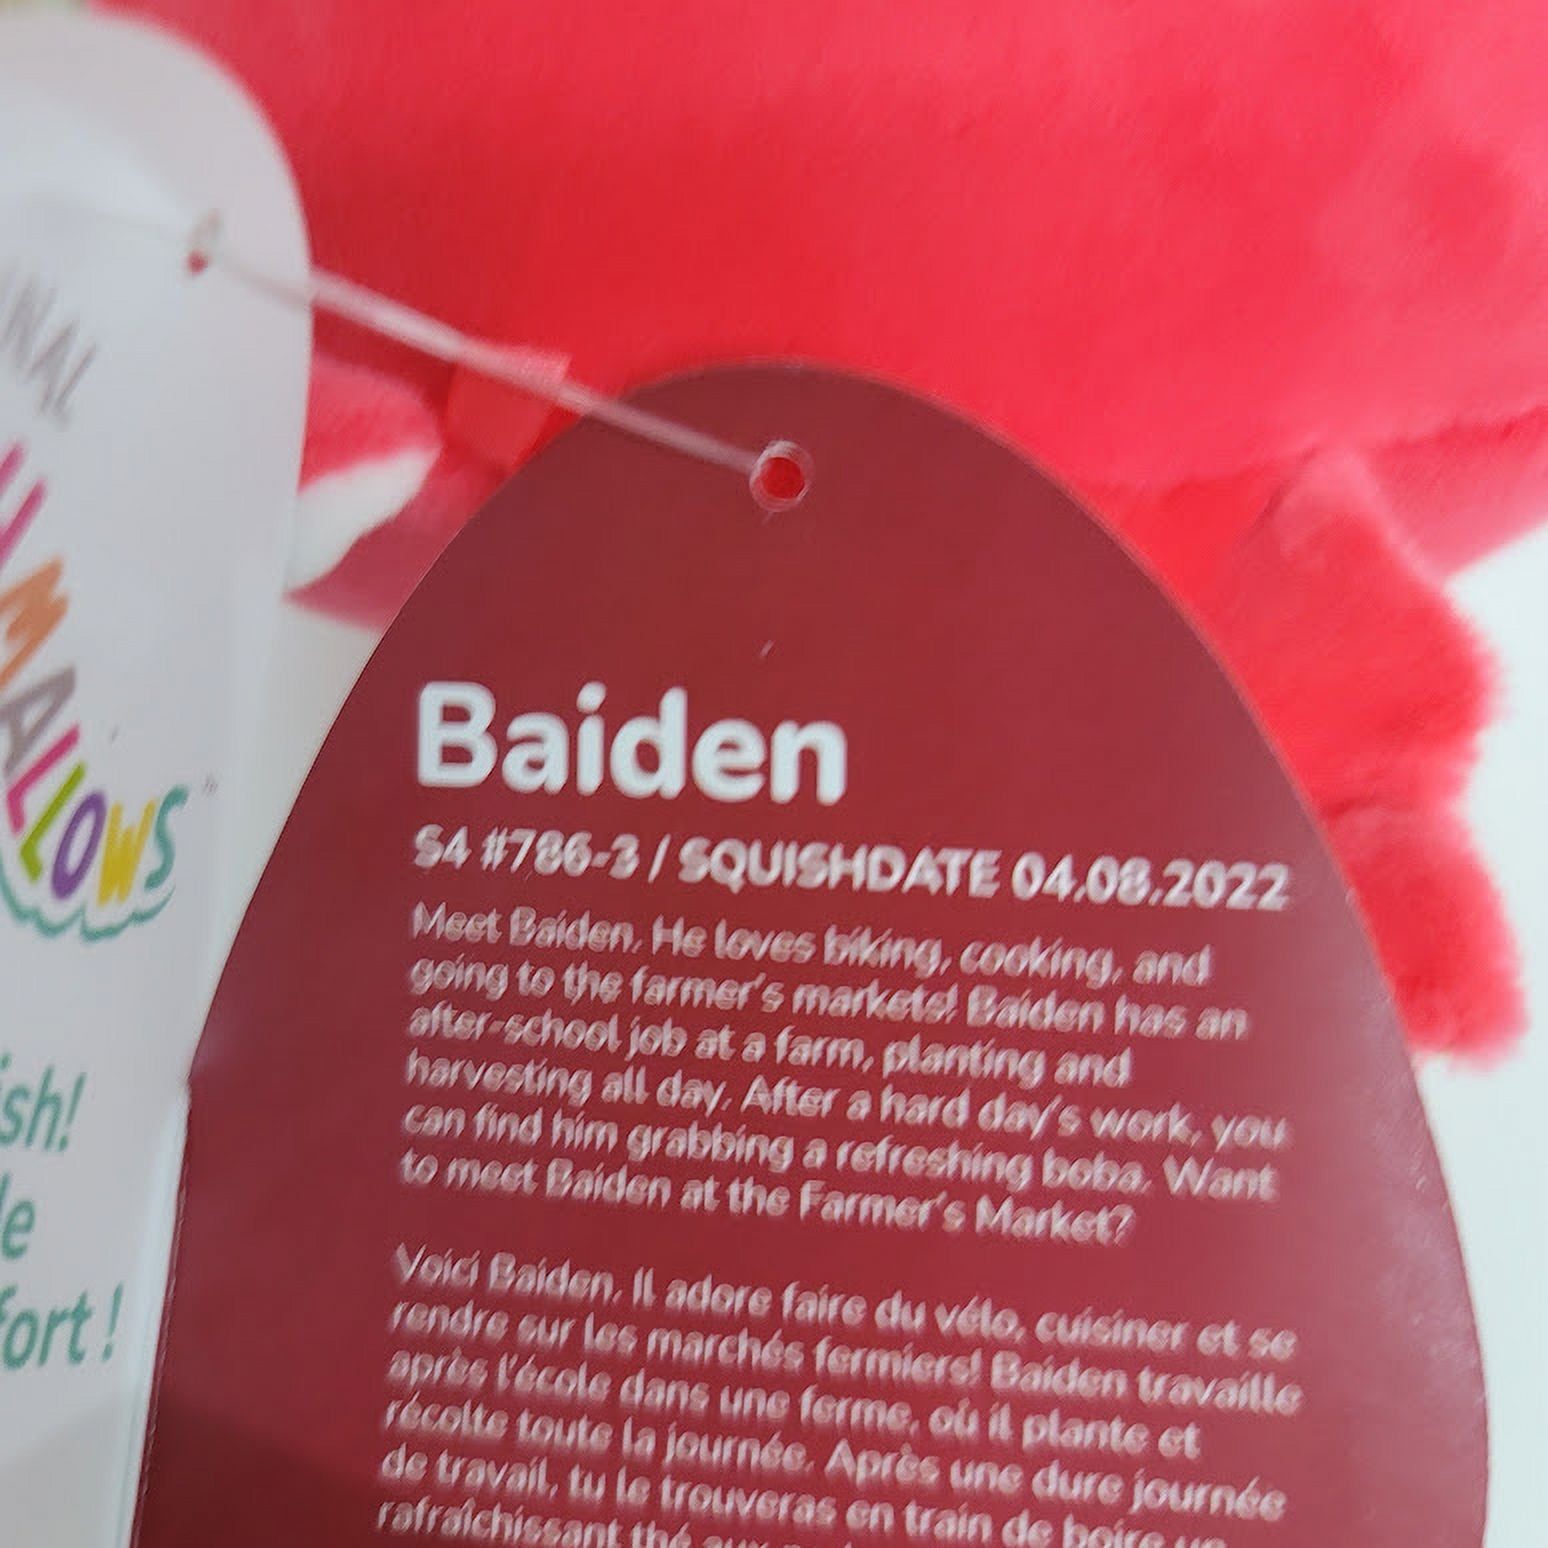 INAL
MALLOWS
ish!
le
fort !
Baiden
S4 #786-3 / SQUISHDATE 04.08.2022
Meet Baiden. He loves biking, cooking, and
going to the farmer's markets! Baiden has an
after-school job at a farm, planting and
harvesting all day. After a hard day's work, you
can find him grabbing a refreshing boba. Want
to meet Baiden at the Farmer's Market?
Voici Baiden. Il adore faire du vélo, cuisiner et se
rendre sur les marchés fermiers! Baiden travaille
après l'école dans une ferme, où il plante et
récolte toute la journée. Après une dure journée
de travail, tu le trouveras en train de boire un
rafraîchissant thé aux